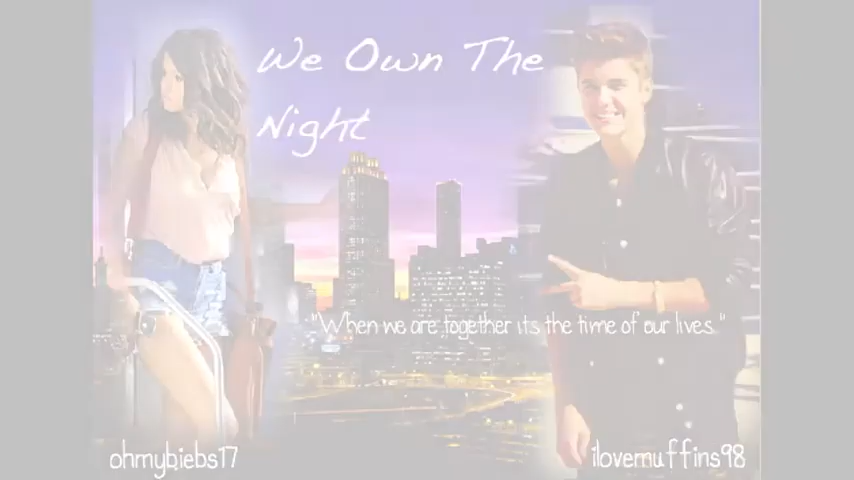 We Own The
Night
"When we are together its the time of our lives."
ohmybiebs17
ilovemuffins98